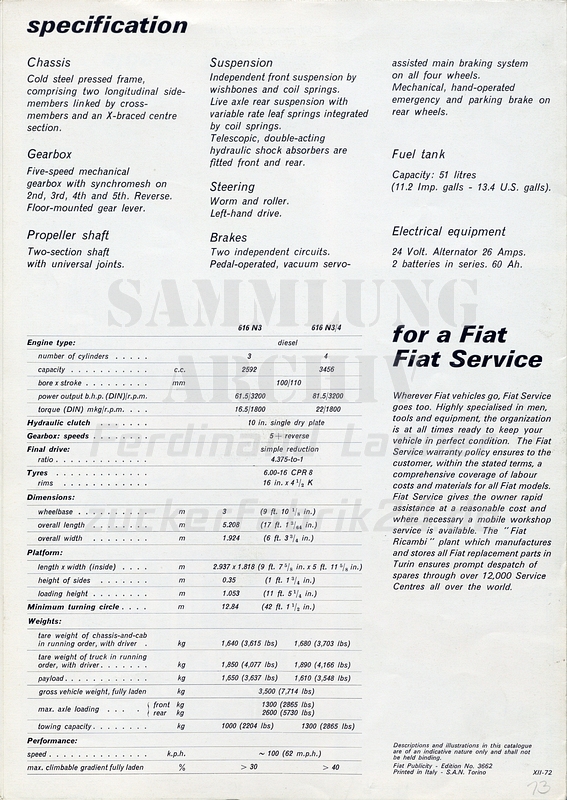 specification
Chassis
Cold steel pressed frame,
comprising two longitudinal side-
members linked by cross-
members and an X-braced centre
section.
Gearbox
Five-speed mechanical
gearbox with synchromesh on
2nd, 3rd, 4th and 5th. Reverse.
Floor-mounted gear lever.
Propeller shaft
Two-section shaft
with universal joints.
Suspension
Independent front suspension by
wishbones and coil springs.
Live axle rear suspension with
variable rate leaf springs integrated
by coil springs.
Telescopic, double-acting
hydraulic shock absorbers are
fitted front and rear.
Steering
Worm and roller.
Left-hand drive.
Brakes
Two independent circuits.
Pedal-operated, vacuum servo-
assisted main braking system
on all four wheels.
Mechanical, hand-operated
emergency and parking brake on
rear wheels.
Fuel tank
Capacity: 51 litres
(11.2 Imp. galls - 13.4 U.S. galls).
Electrical equipment
24 Volt. Alternator 26 Amps.
2 batteries in series. 60 Ah.
SAMMLUNG
ARCHIV
616 N3 616 N3/4
Engine type: diesel
number of cylinders . . . . . 3 4
capacity . . . . . . . . . . . c.c. 2592 3456
bore x stroke . . . . . . . . . . mm 100/110
power output b.h.p. (DIN)/r.p.m. 61.5/3200 81.5/3200
torque (DIN) mkg/r.p.m. . . . . 16.5/1800 22/1800
Hydraulic clutch . . . . . . . 10 in. single dry plate
Gearbox: speeds . . . . . . . 5 + reverse
Final drive: simple reduction
ratio . . . . . . . . . . . . 4.375-to-1
Tyres . . . . . . . . . . . . 6.00-16 CPR 8
rims . . . . . . . . . . . 16 in. x 4 1/2 K
Dimensions:
wheelbase . . . . . . . . . . . m 3 (9 ft. 10 1/8 in.)
overall length . . . . . . . . m 5.208 (17 ft. 1 3/64 in.)
overall width . . . . . . . . . m 1.924 (6 ft. 3 3/4 in.)
Platform:
length x width (inside) . . . . m 2.937 x 1.818 (9 ft. 7 5/8 in. x 5 ft. 11 5/8 in.)
height of sides . . . . . . . . m 0.35 (1 ft. 1 3/4 in.)
loading height . . . . . . . . m 1.053 (11 ft. 5 1/4 in.)
Minimum turning circle . . . . m 12.84 (42 ft. 1 1/2 in.)
Weights:
tare weight of chassis-and-cab
in running order, with driver . kg 1,640 (3,615 lbs) 1,680 (3,703 lbs)
tare weight of truck in running
order, with driver . . . . . . . kg 1,850 (4,077 lbs) 1,890 (4,166 lbs)
payload . . . . . . . . . . . . kg 1,650 (3,637 lbs) 1,610 (3,548 lbs)
gross vehicle weight, fully laden kg 3,500 (7,714 lbs)
max. axle loading . . . . { front kg 1300 (2865 lbs)
rear kg 2600 (5730 lbs)
towing capacity . . . . . . . . kg 1000 (2204 lbs) 1300 (2865 lbs)
Performance:
speed . . . . . . . . . . . . . k.p.h. ~ 100 (62 m.p.h.)
max. climbable gradient fully laden % > 30 > 40
for a Fiat
Fiat Service
Wherever Fiat vehicles go, Fiat Service
goes too. Highly specialised in men,
tools and equipment, the organization
is at all times ready to keep your
vehicle in perfect condition. The Fiat
Service warranty policy ensures to the
customer, within the stated terms, a
comprehensive coverage of labour
costs and materials for all Fiat models.
Fiat Service gives the owner rapid
assistance at a reasonable cost and
where necessary a mobile workshop
service is available. The "Fiat
Ricambi" plant which manufactures
and stores all Fiat replacement parts in
Turin ensures prompt despatch of
spares through over 12,000 Service
Centres all over the world.
Descriptions and illustrations in this catalogue
are of an indicative nature only and shall not
be held binding.
Fiat Publicity - Edition No. 3662
Printed in Italy - S.A.N. Torino XII-72
73